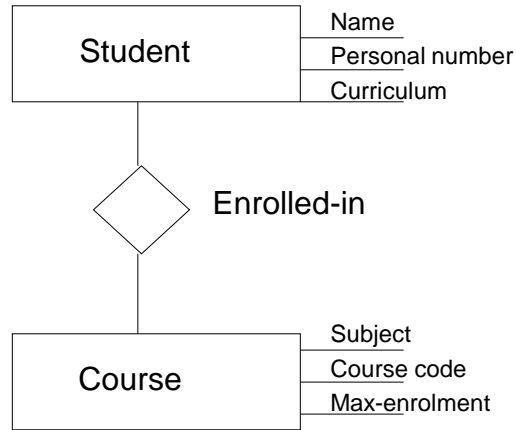 Student
Name
Personal number
Curriculum
Enrolled-in
Course
Subject
Course code
Max-enrolment